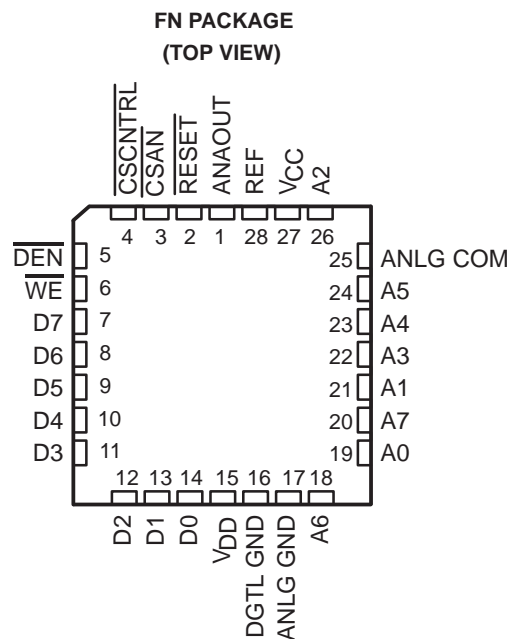 FN PACKAGE
(TOP VIEW)
CSCNTRL
CSAN
RESET
ANAOUT
REF
VCC
A2
4 3 2 1 28 27 26
DEN 5
WE 6
D7 7
D6 8
D5 9
D4 10
D3 11
25 ANLG COM
24 A5
23 A4
22 A3
21 A1
20 A7
19 A0
12 13 14 15 16 17 18
D2
D1
D0
VDD
DGTL GND
ANLG GND
A6